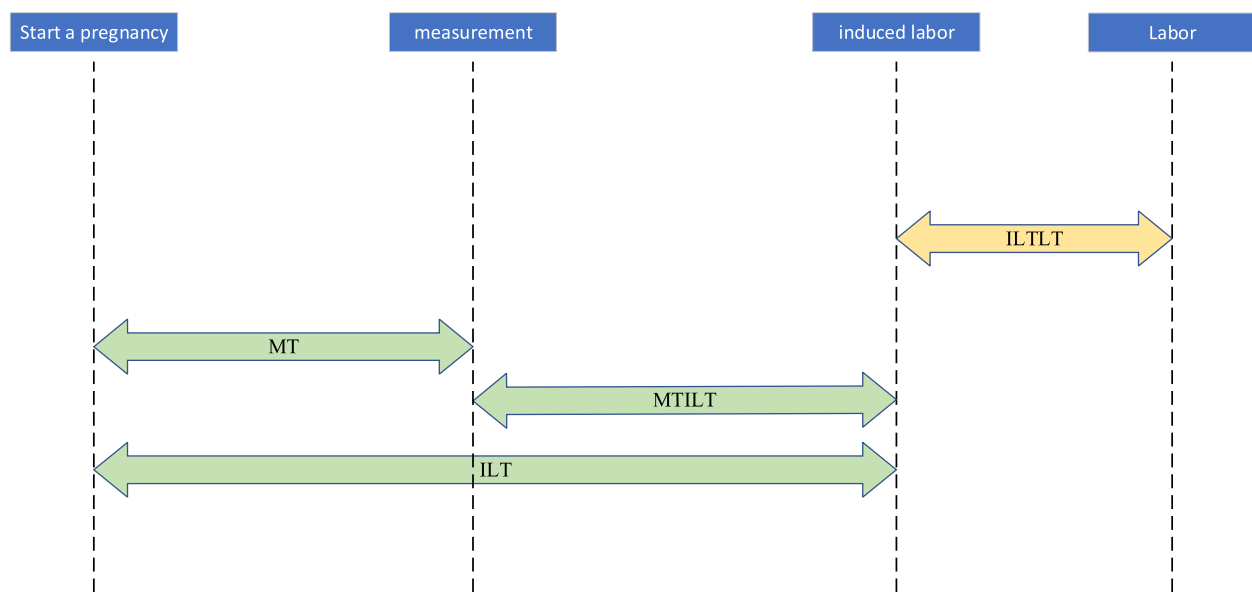 Start a pregnancy
measurement
induced labor
Labor
ILTLT
MT
MTILT
ILT